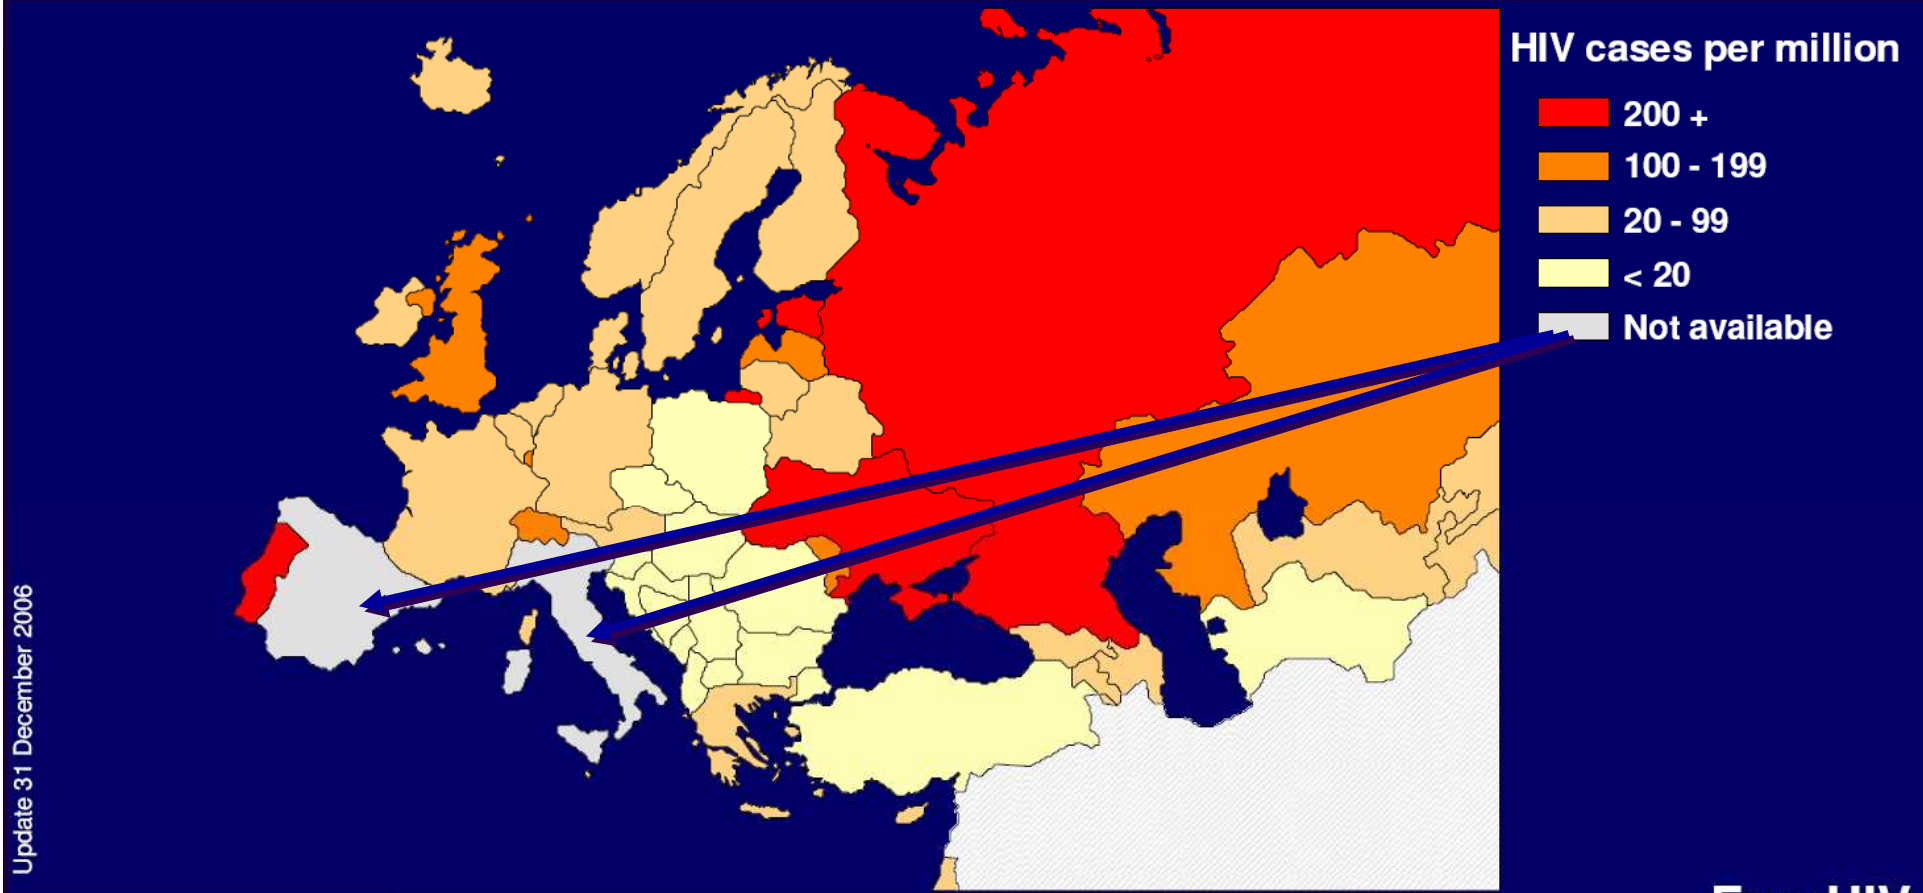 HIV cases per million
200 +
100 - 199
20 - 99
< 20
Not available
Update 31 December 2006